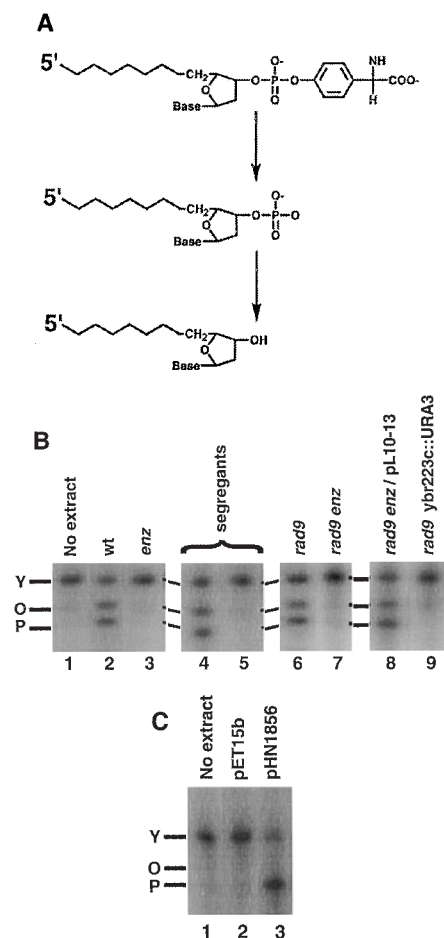 A
5'
CH2
O
Base
O
O-
P
O
O
NH
COO-
H
5'
CH2
O
Base
O
O-
P
O
O
5'
CH2
O
Base
OH
B
No extract
wt
enz
segregants
rad9
rad9 enz
rad9 enz / pL10-13
rad9 ybr223c::URA3
Y
O
P
1 2 3 4 5 6 7 8 9
C
No extract
pET15b
pHN1856
Y
O
P
1 2 3